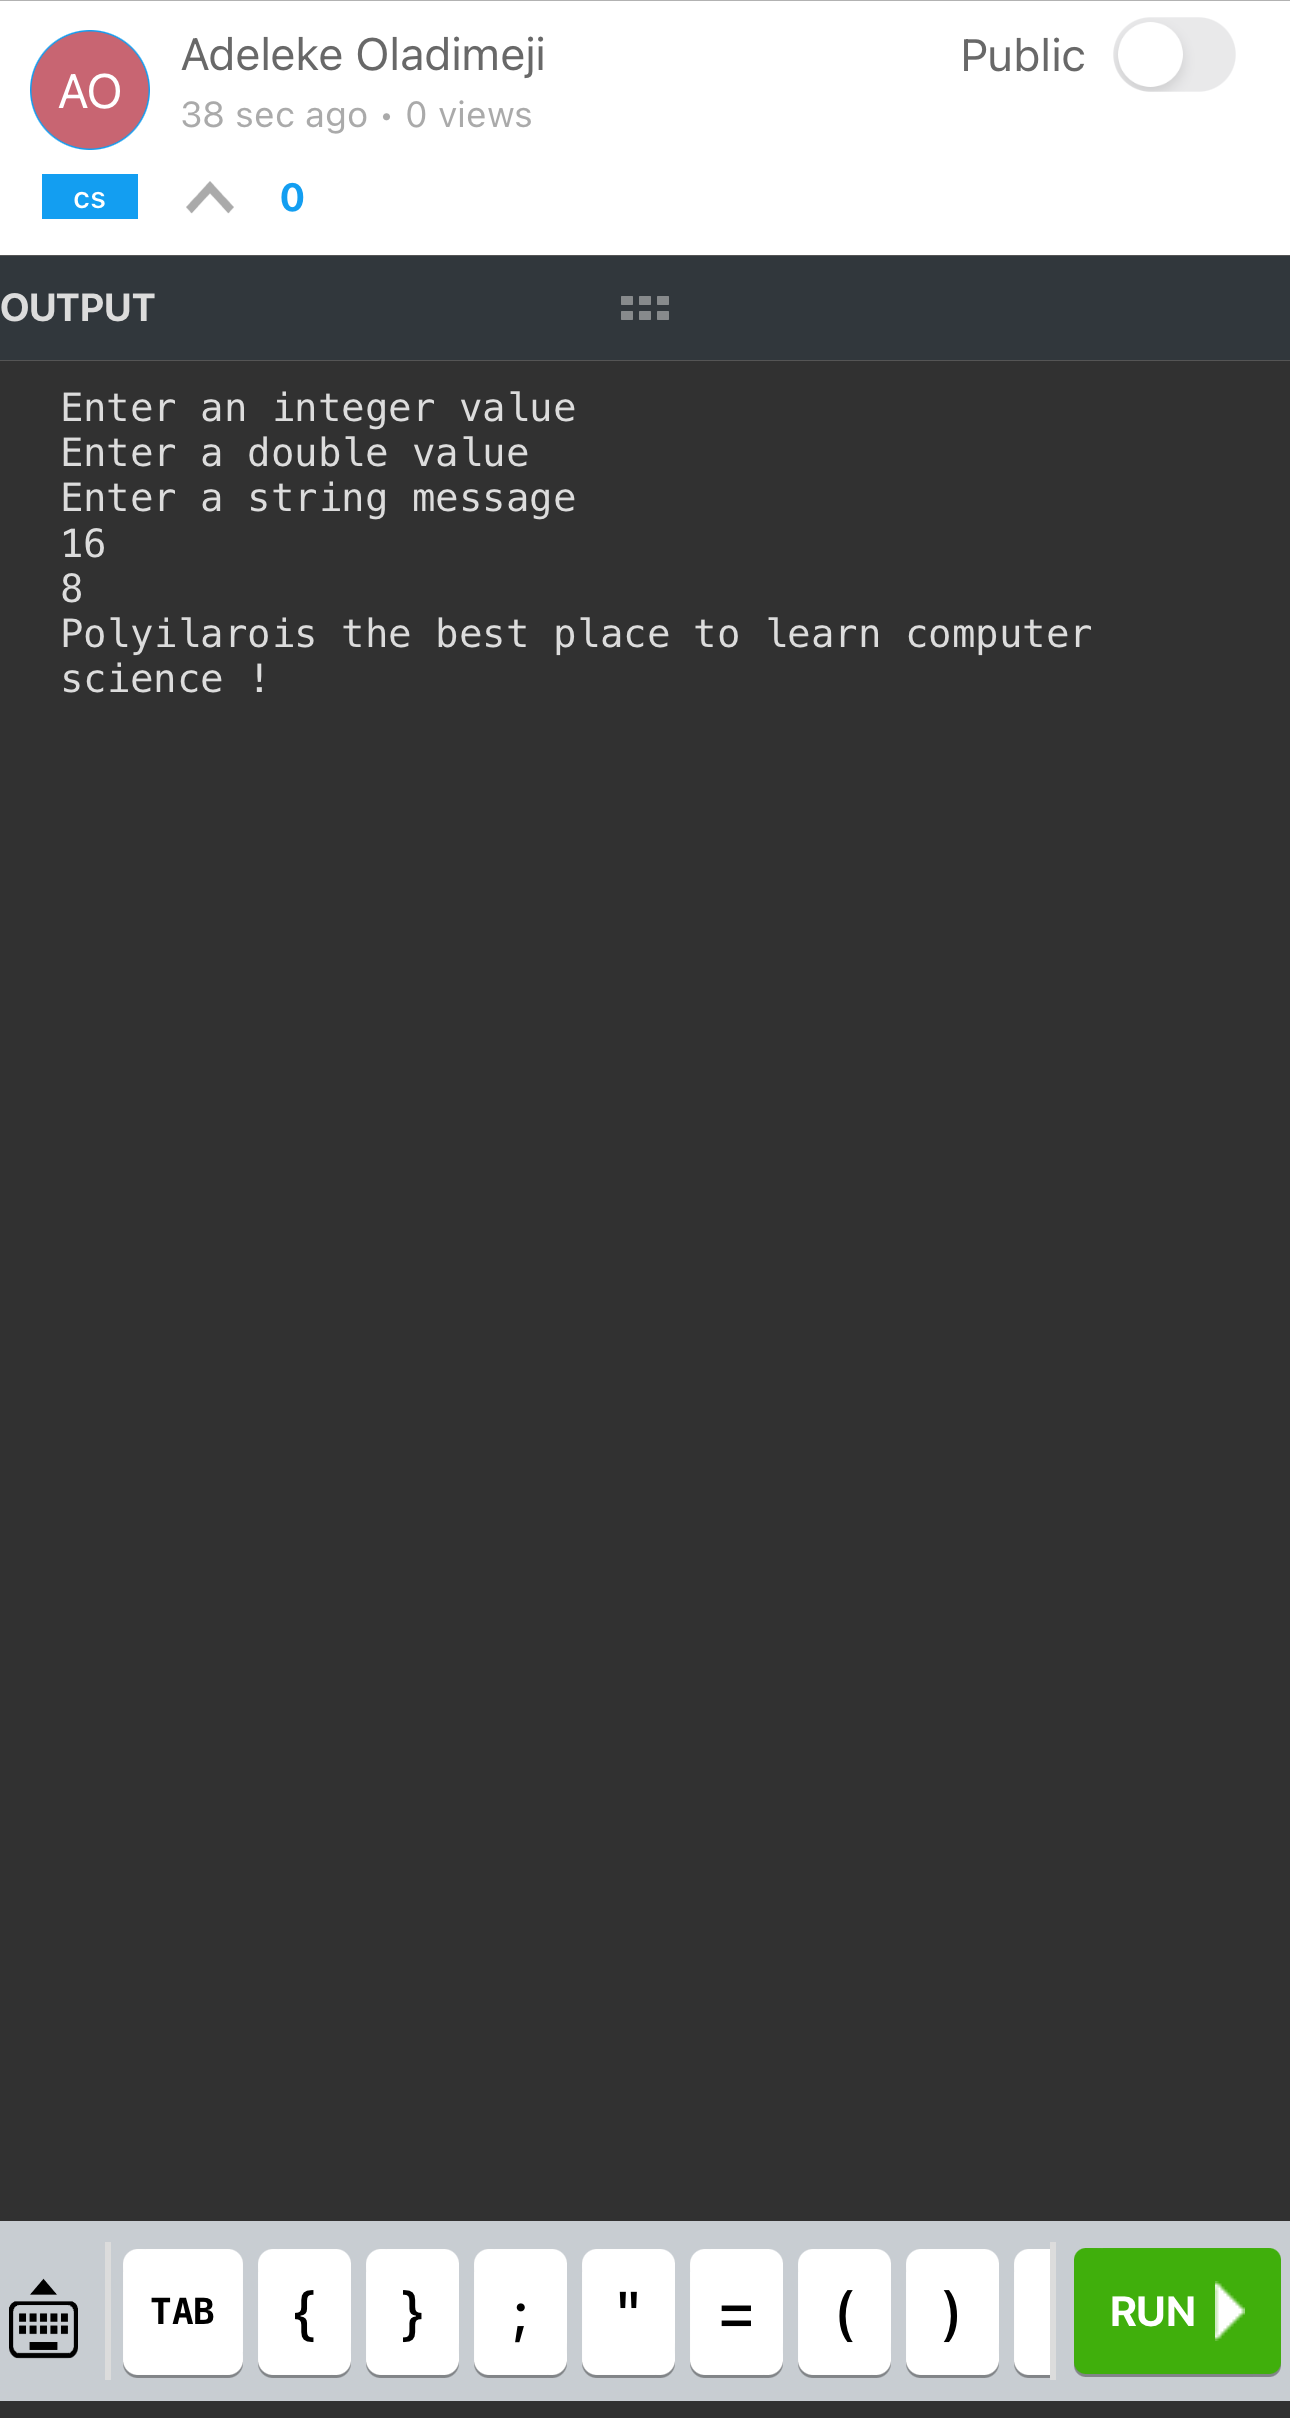 AO
Adeleke Oladimeji
Public
38 sec ago • 0 views
cs
0
OUTPUT
Enter an integer value
Enter a double value
Enter a string message
16
8
Polyilarois the best place to learn computer
science !
TAB { } ; " = ( ) RUN